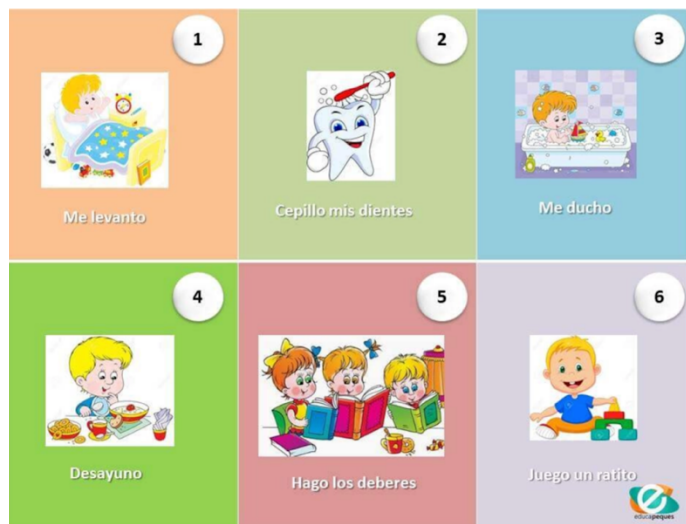 1
Me levanto
2
Cepillo mis dientes
3
Me ducho
4
Desayuno
5
Hago los deberes
6
Juego un ratito
educapeques